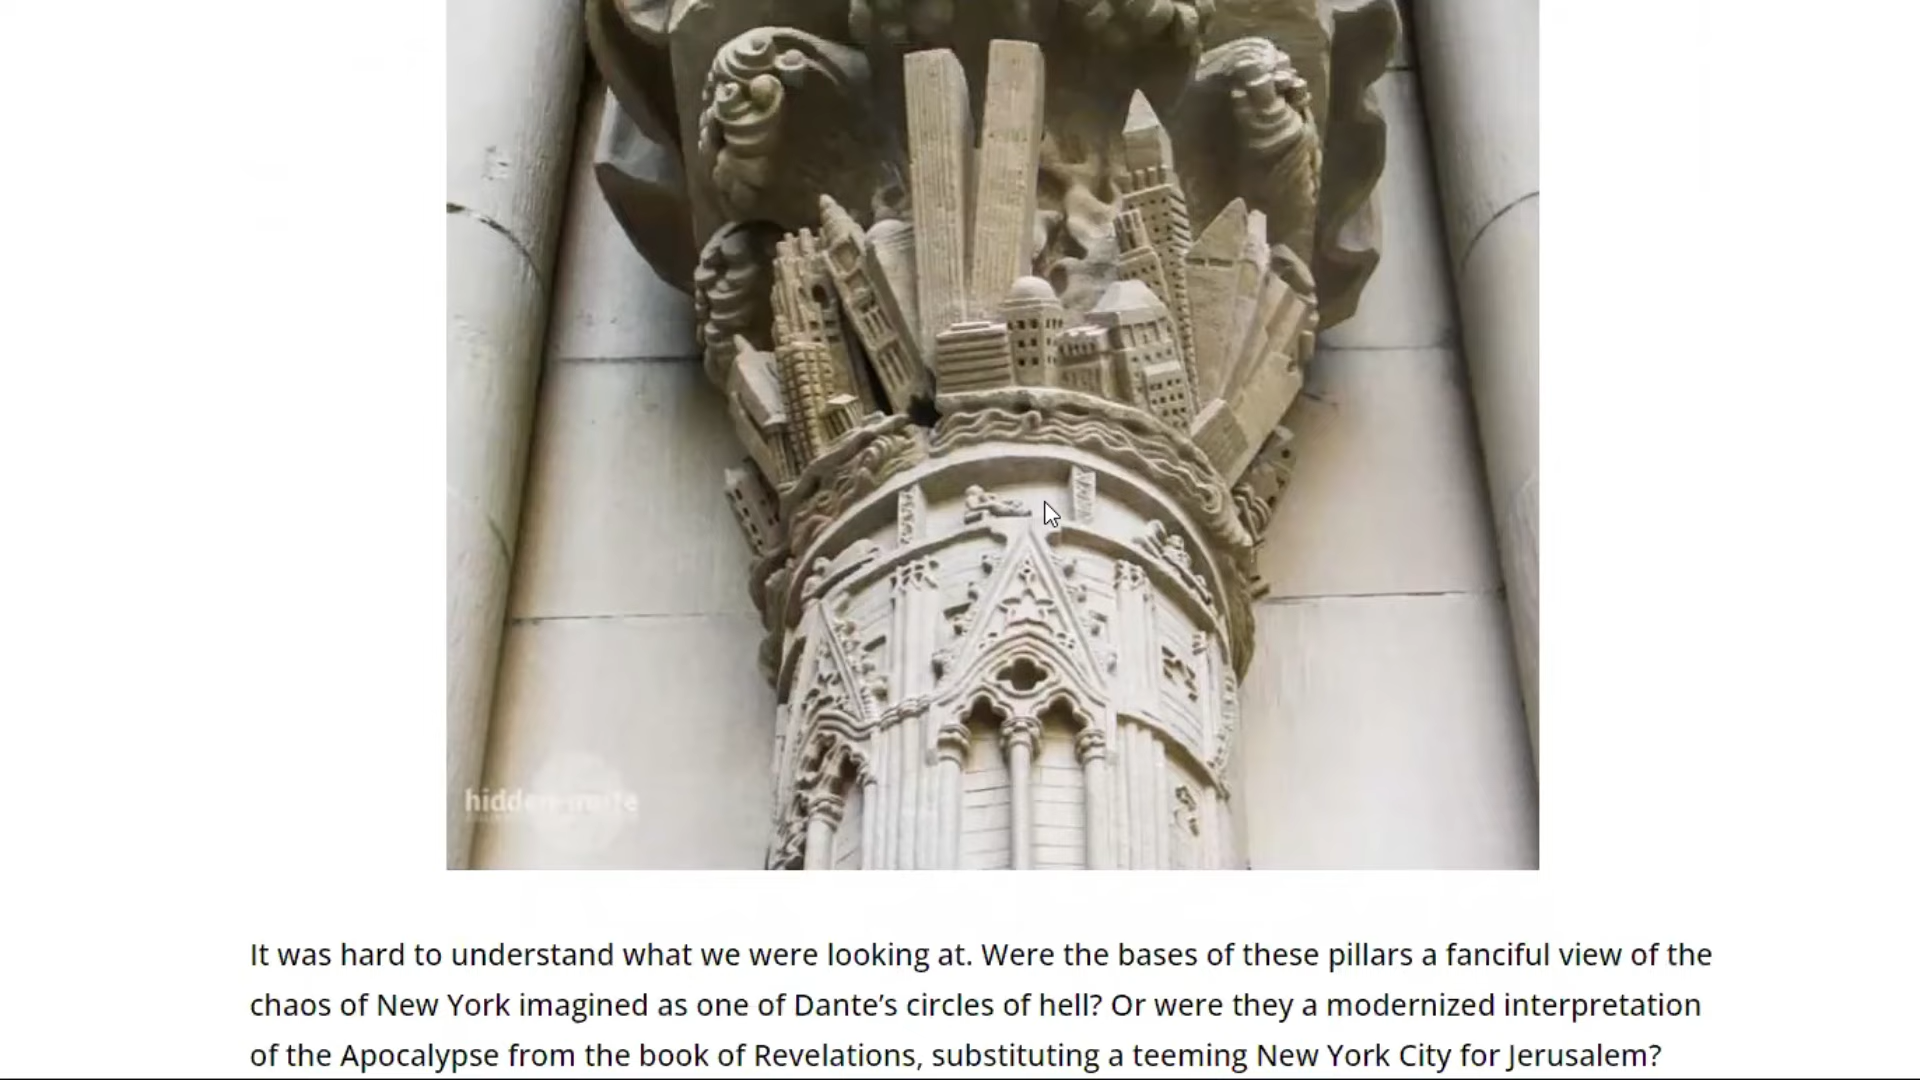 It was hard to understand what we were looking at. Were the bases of these pillars a fanciful view of the
chaos of New York imagined as one of Dante’s circles of hell? Or were they a modernized interpretation
of the Apocalypse from the book of Revelations, substituting a teeming New York City for Jerusalem?